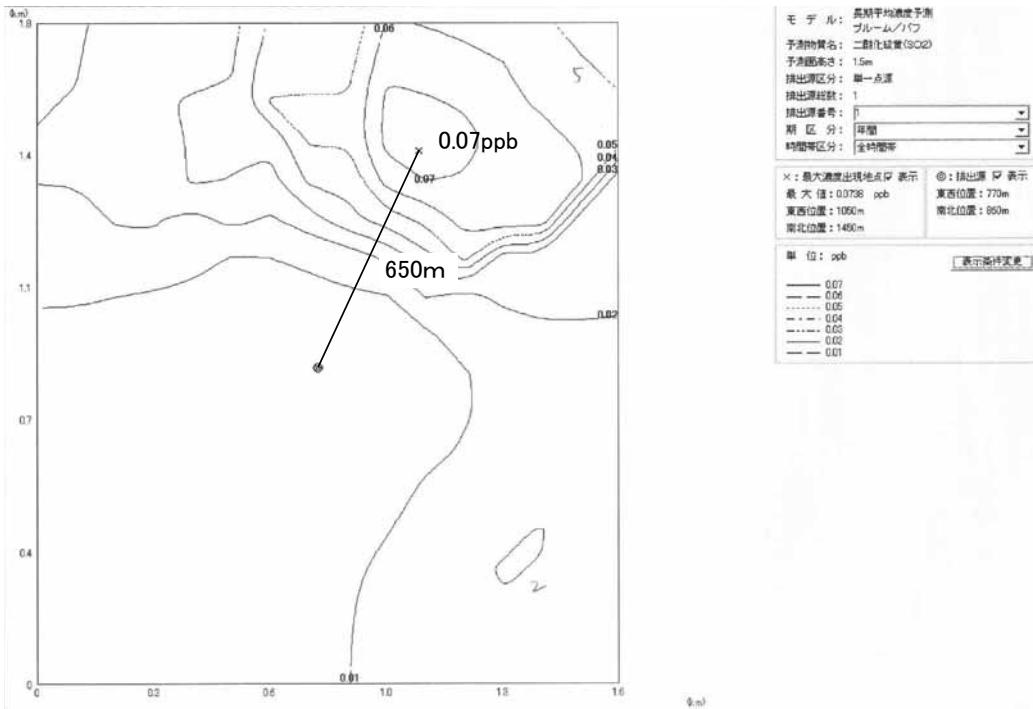 (km)
1.8
1.4
1.1
0.7
0.4
0
0
0.3
0.6
1.0
1.3
1.6
(km)
0.06
5
0.07ppb
0.07
0.05
0.04
0.03
650m
0.02
2
0.01
モ デ ル: 長期平均濃度予測
プルーム/パフ
予測物質名: 二酸化硫黄(SO2)
予測面高さ: 1.5m
排出源区分: 単一点源
排出源総数: 1
排出源番号: 1
期 区 分: 年間
時間帯区分: 全時間帯
×:最大濃度出現地点 表示
最 大 値: 0.0738 ppb
東西位置: 1050m
南北位置: 1450m
◎:排出源 表示
東西位置: 770m
南北位置: 850m
単 位: ppb
表示条件変更
0.07
0.06
0.05
0.04
0.03
0.02
0.01